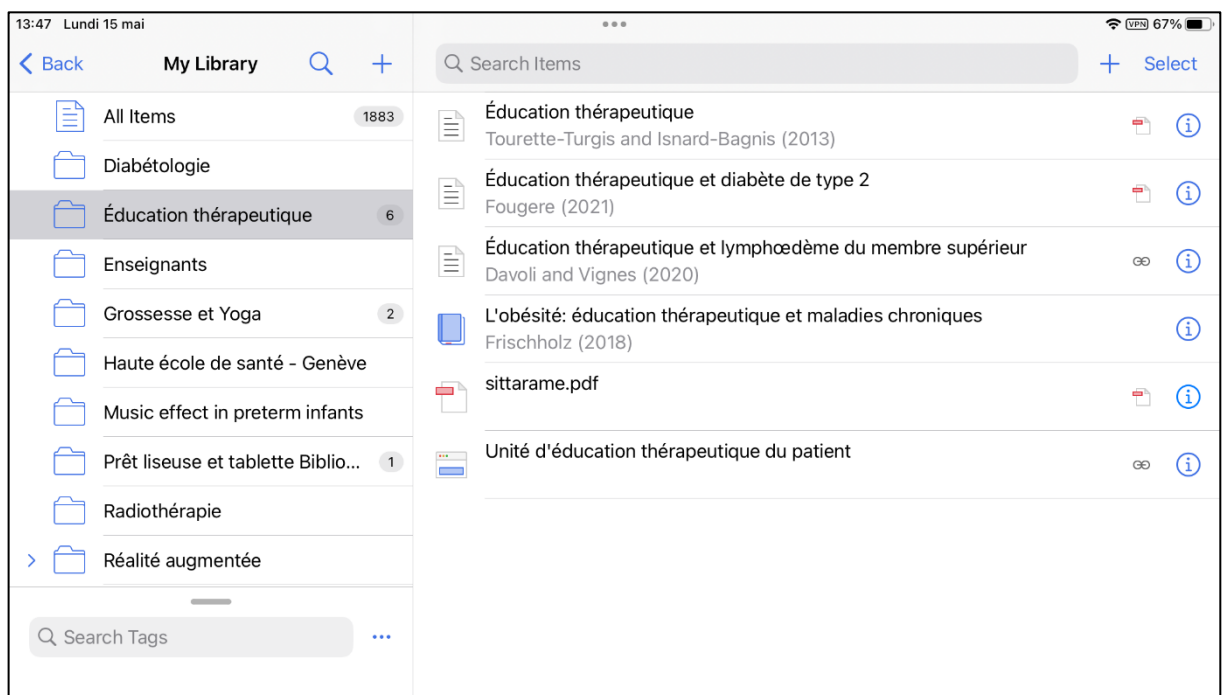 13:47 Lundi 15 mai
VPN 67%
Back
My Library
All Items 1883
Diabétologie
Éducation thérapeutique 6
Enseignants
Grossesse et Yoga 2
Haute école de santé - Genève
Music effect in preterm infants
Prêt liseuse et tablette Biblio... 1
Radiothérapie
Réalité augmentée
Search Tags
Search Items
Select
Éducation thérapeutique
Tourette-Turgis and Isnard-Bagnis (2013)
Éducation thérapeutique et diabète de type 2
Fougere (2021)
Éducation thérapeutique et lymphœdème du membre supérieur
Davoli and Vignes (2020)
L'obésité: éducation thérapeutique et maladies chroniques
Frischholz (2018)
sittarame.pdf
Unité d'éducation thérapeutique du patient